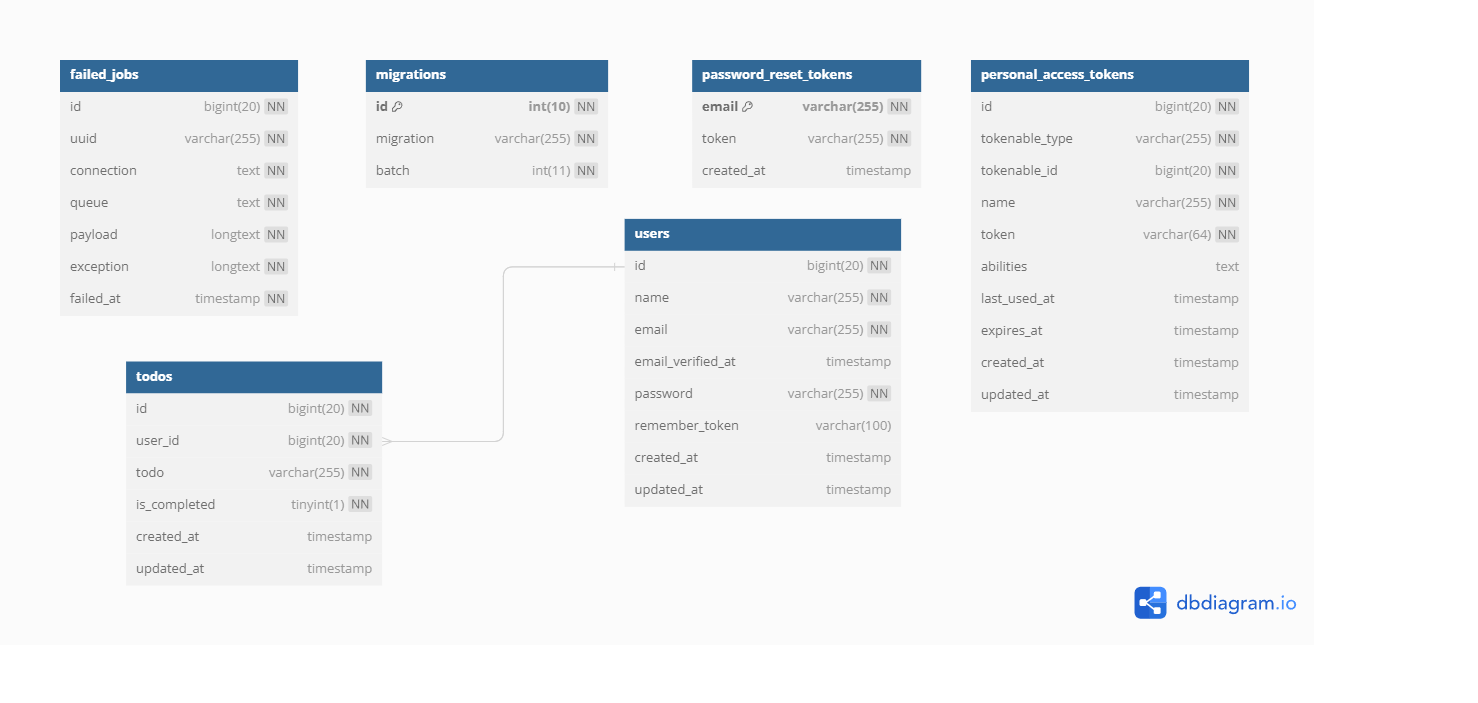 failed_jobs
id bigint(20) NN
uuid varchar(255) NN
connection text NN
queue text NN
payload longtext NN
exception longtext NN
failed_at timestamp NN
migrations
id int(10) NN
migration varchar(255) NN
batch int(11) NN
password_reset_tokens
email varchar(255) NN
token varchar(255) NN
created_at timestamp
personal_access_tokens
id bigint(20) NN
tokenable_type varchar(255) NN
tokenable_id bigint(20) NN
name varchar(255) NN
token varchar(64) NN
abilities text
last_used_at timestamp
expires_at timestamp
created_at timestamp
updated_at timestamp
users
id bigint(20) NN
name varchar(255) NN
email varchar(255) NN
email_verified_at timestamp
password varchar(255) NN
remember_token varchar(100)
created_at timestamp
updated_at timestamp
todos
id bigint(20) NN
user_id bigint(20) NN
todo varchar(255) NN
is_completed tinyint(1) NN
created_at timestamp
updated_at timestamp
dbdiagram.io